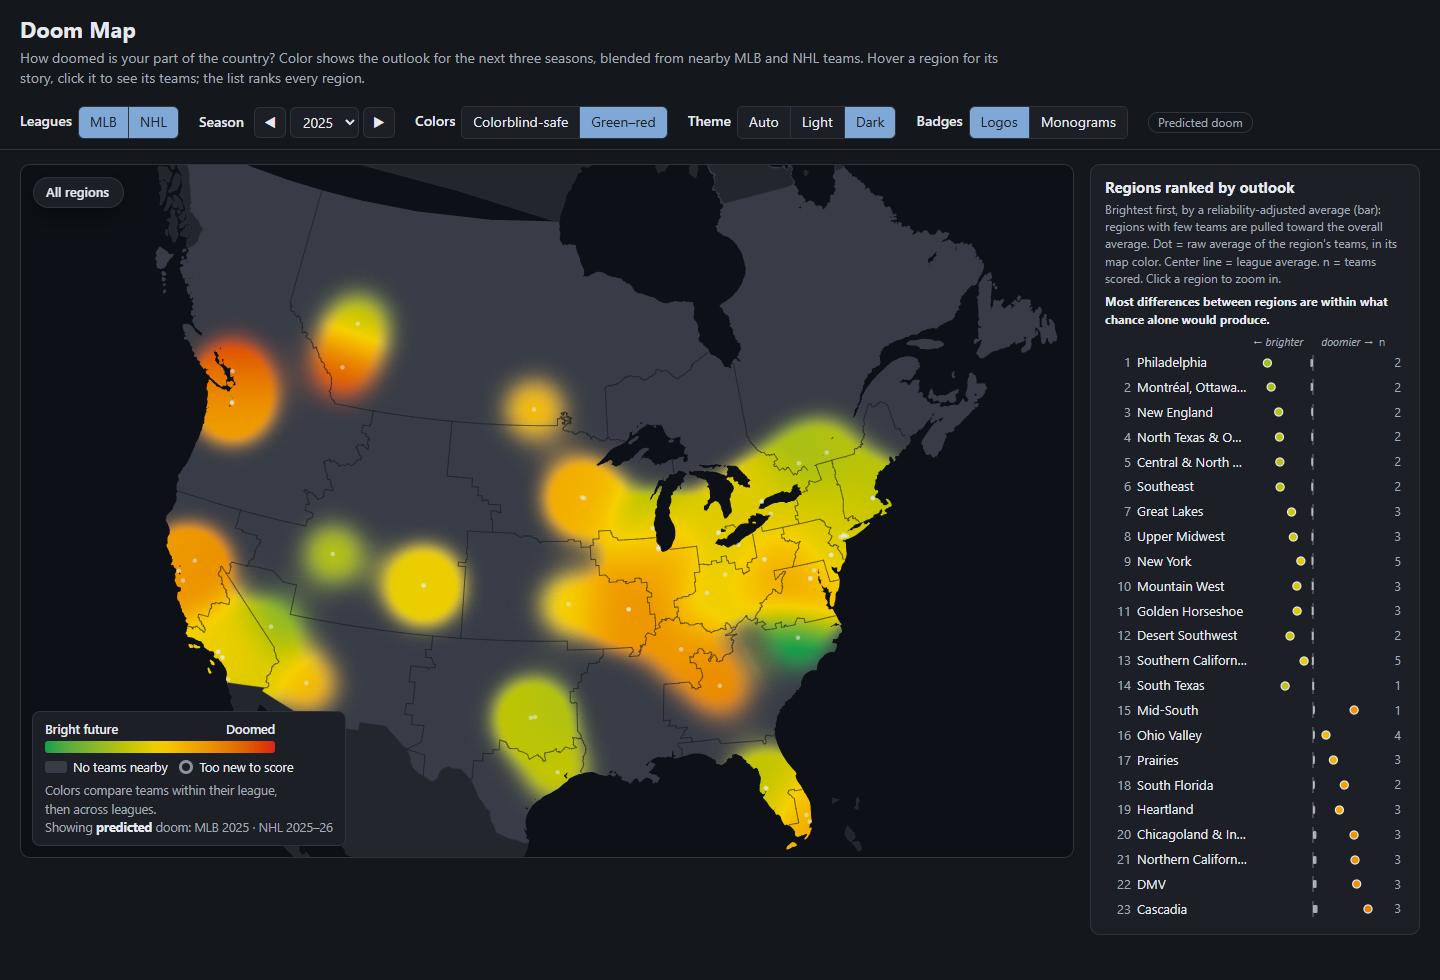 Doom Map
How doomed is your part of the country? Color shows the outlook for the next three seasons, blended from nearby MLB and NHL teams. Hover a region for its
story, click it to see its teams; the list ranks every region.
Leagues MLB NHL Season ◀ 2025 ▶ Colors Colorblind-safe Green–red Theme Auto Light Dark Badges Logos Monograms Predicted doom
All regions
Bright future Doomed
No teams nearby Too new to score
Colors compare teams within their league,
then across leagues.
Showing predicted doom: MLB 2025 · NHL 2025–26
Regions ranked by outlook
Brightest first, by a reliability-adjusted average (bar):
regions with few teams are pulled toward the overall
average. Dot = raw average of the region's teams, in its
map color. Center line = league average. n = teams
scored. Click a region to zoom in.
Most differences between regions are within what
chance alone would produce.
← brighter doomier → n
1 Philadelphia 2
2 Montréal, Ottawa... 2
3 New England 2
4 North Texas & O... 2
5 Central & North ... 2
6 Southeast 2
7 Great Lakes 3
8 Upper Midwest 3
9 New York 5
10 Mountain West 3
11 Golden Horseshoe 3
12 Desert Southwest 2
13 Southern Californ... 5
14 South Texas 1
15 Mid-South 1
16 Ohio Valley 4
17 Prairies 3
18 South Florida 2
19 Heartland 3
20 Chicagoland & In... 3
21 Northern Californ... 3
22 DMV 3
23 Cascadia 3